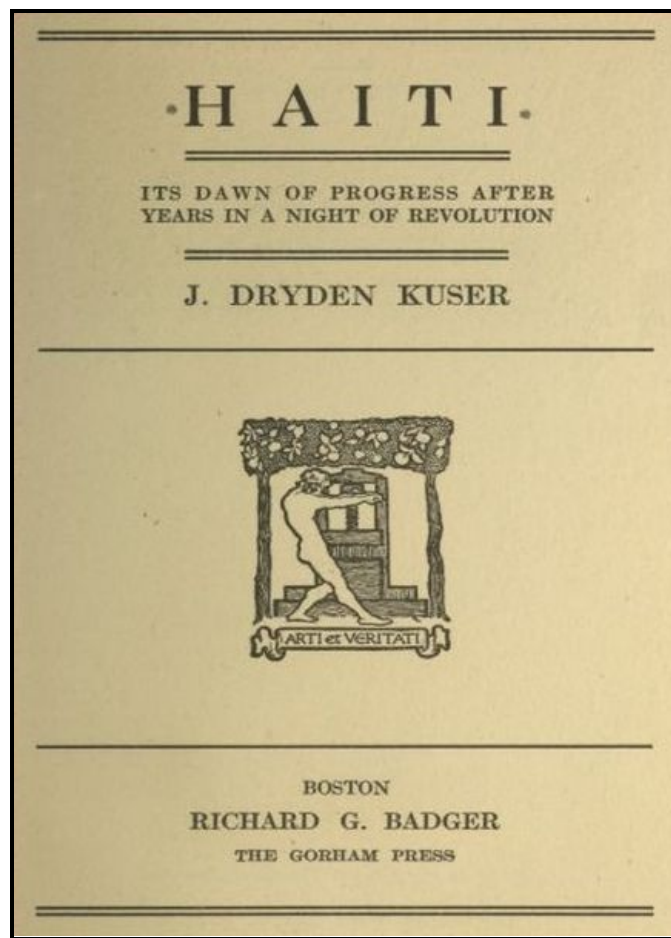 HAITI
ITS DAWN OF PROGRESS AFTER
YEARS IN A NIGHT OF REVOLUTION
J. DRYDEN KUSER
ARTI et VERITATI
BOSTON
RICHARD G. BADGER
THE GORHAM PRESS